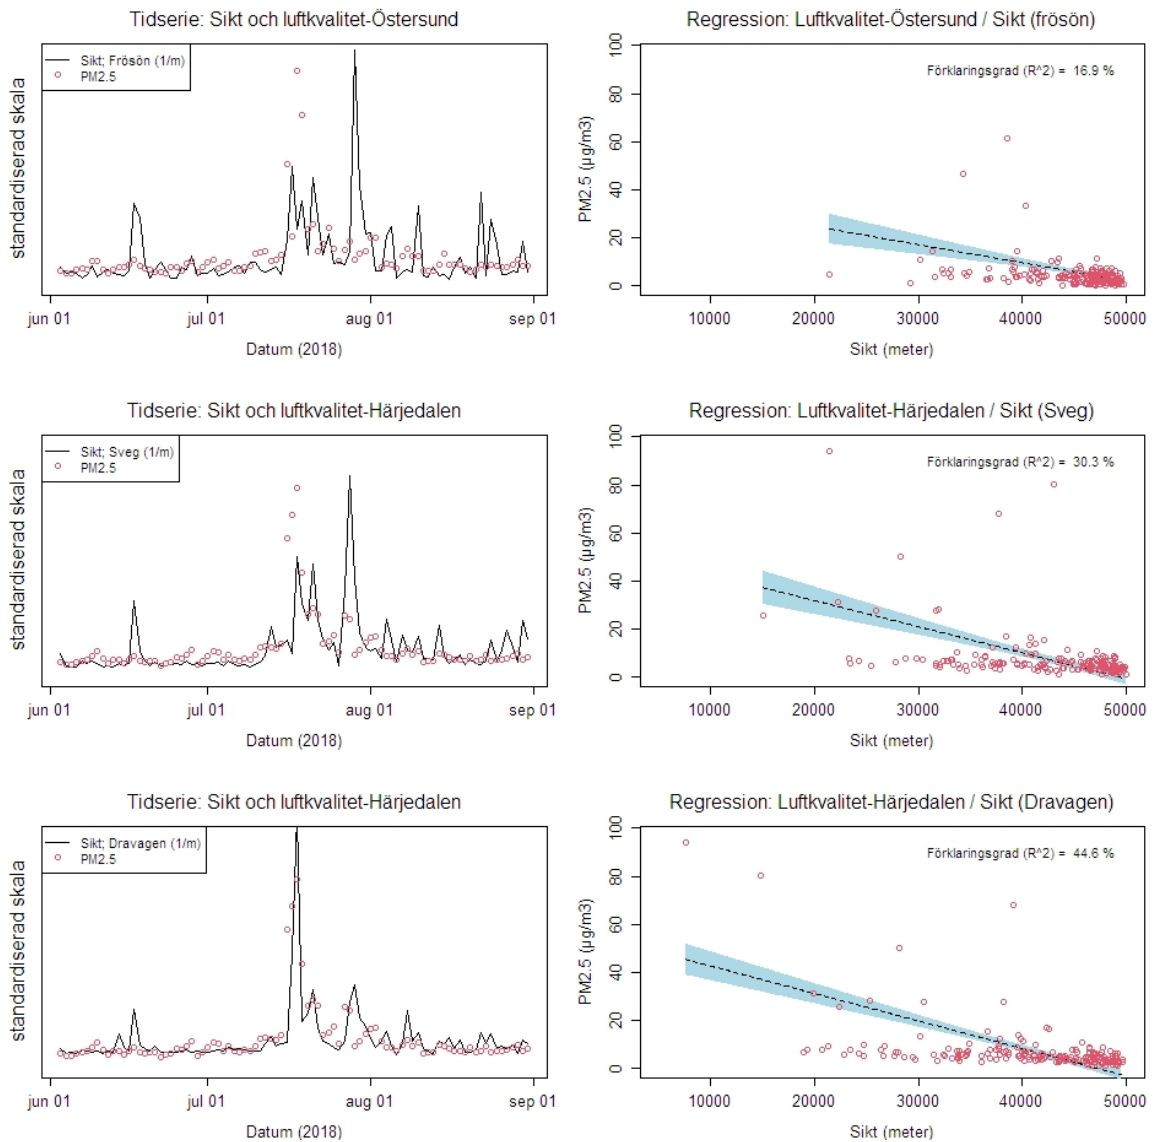 Tidserie: Sikt och luftkvalitet-Östersund
standardiserad skala
Sikt; Frösön (1/m)
PM2.5
jun 01 jul 01 aug 01 sep 01
Datum (2018)
Regression: Luftkvalitet-Östersund / Sikt (frösön)
PM2.5 (µg/m3)
Förklaringsgrad (R^2) = 16.9 %
100
80
60
40
20
0
10000 20000 30000 40000 50000
Sikt (meter)
Tidserie: Sikt och luftkvalitet-Härjedalen
standardiserad skala
Sikt; Sveg (1/m)
PM2.5
jun 01 jul 01 aug 01 sep 01
Datum (2018)
Regression: Luftkvalitet-Härjedalen / Sikt (Sveg)
PM2.5 (µg/m3)
Förklaringsgrad (R^2) = 30.3 %
100
80
60
40
20
0
10000 20000 30000 40000 50000
Sikt (meter)
Tidserie: Sikt och luftkvalitet-Härjedalen
standardiserad skala
Sikt; Dravagen (1/m)
PM2.5
jun 01 jul 01 aug 01 sep 01
Datum (2018)
Regression: Luftkvalitet-Härjedalen / Sikt (Dravagen)
PM2.5 (µg/m3)
Förklaringsgrad (R^2) = 44.6 %
100
80
60
40
20
0
10000 20000 30000 40000 50000
Sikt (meter)